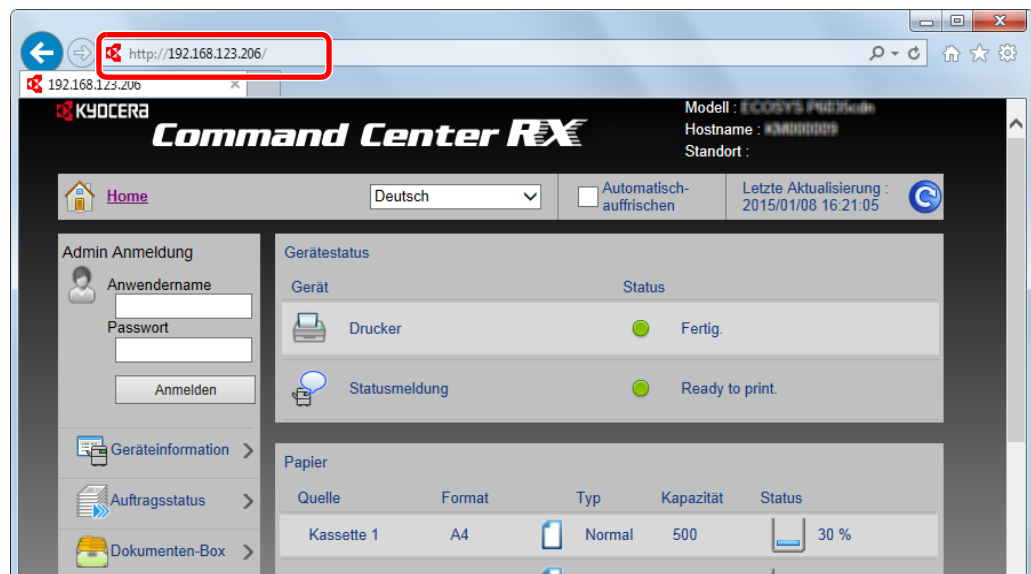 http://192.168.123.206/
192.168.123.206
KYOCERA
Command Center RX
Modell :
Hostname :
Standort :
Home
Deutsch
Automatisch-
auffrischen
Letzte Aktualisierung :
2015/01/08 16:21:05
Admin Anmeldung
Anwendername
Passwort
Anmelden
Geräteinformation
Auftragsstatus
Dokumenten-Box
Gerätestatus
Gerät Status
Drucker Fertig.
Statusmeldung Ready to print.
Papier
Quelle Format Typ Kapazität Status
Kassette 1 A4 Normal 500 30 %